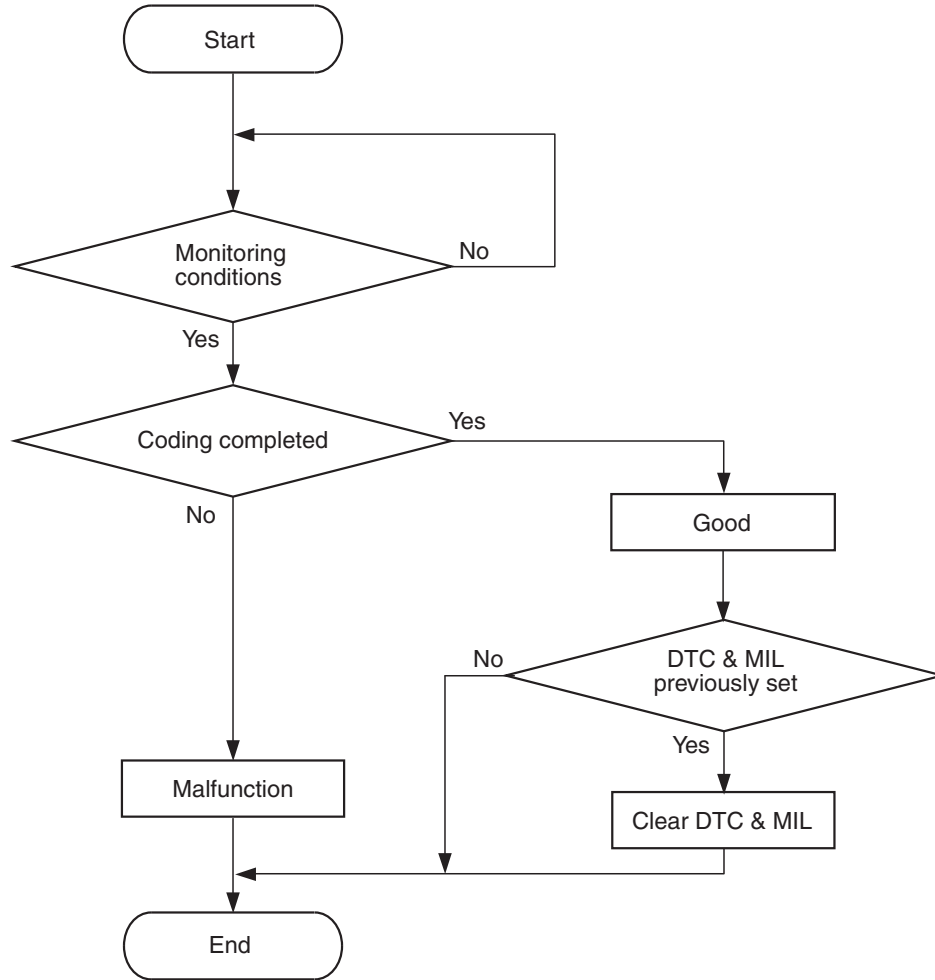 Start
Monitoring
conditions
No
Yes
Coding completed
Yes
No
Good
DTC & MIL
previously set
No
Yes
Malfunction
Clear DTC & MIL
End